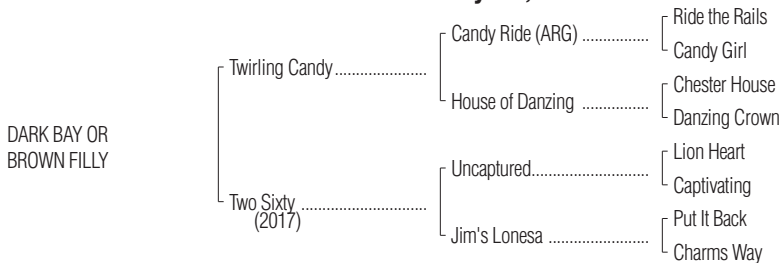 Ride the Rails
Candy Ride (ARG) ................
Candy Girl
Twirling Candy......................
Chester House
House of Danzing ................
Danzing Crown
DARK BAY OR
BROWN FILLY
Lion Heart
Uncaptured............................
Captivating
Two Sixty ..............................
(2017)
Put It Back
Jim's Lonesa ........................
Charms Way